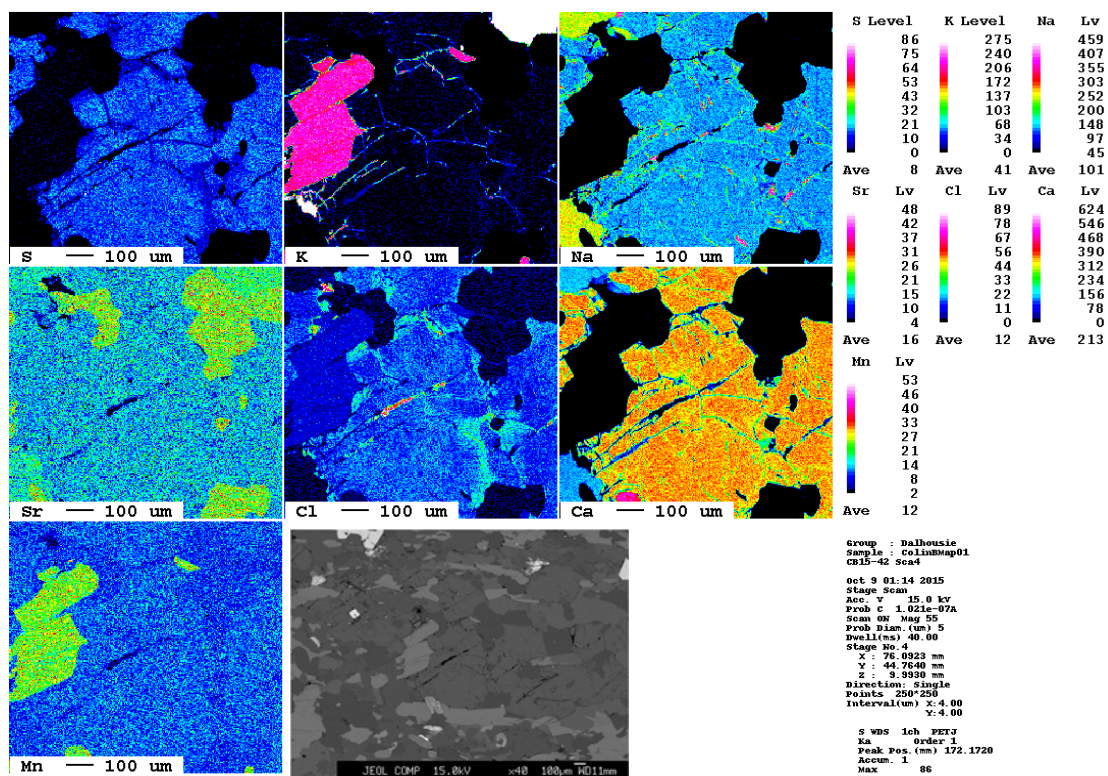 S Level K Level Na Lv
86 275 459
75 240 407
64 206 355
53 172 303
43 137 252
32 103 200
21 68 148
10 34 97
0 0 45
Ave 8 Ave 41 Ave 101
Sr Lv Cl Lv Ca Lv
48 89 624
42 78 546
37 67 468
31 56 390
26 44 312
21 33 234
15 22 156
10 11 78
4 0 0
Ave 16 Ave 12 Ave 213
Mn Lv
53
46
40
33
27
21
14
8
2
Ave 12
S 100 um K 100 um Na 100 um
Sr 100 um Cl 100 um Ca 100 um
Mn 100 um
JEOL COMP 15.0kV x40 100µm WD11mm
Group : Dalhousie
Sample : ColinBMap01
CB15-42 Sca4
Oct 9 01:14 2015
Stage Scan
Acc. V 15.0 kV
Prob C 1.021e-07A
Scan ON Mag 55
Prob Diam.(um) 5
Dwell(ms) 40.00
Stage No.4
X : 76.0923 mm
Y : 44.7640 mm
Z : 9.9930 mm
Direction: Single
Points 250*250
Interval(um) X:4.00
Y:4.00
S WDS 1ch PETJ
Ka Order 1
Peak Pos.(mm) 172.1720
Accum. 1
Max 86